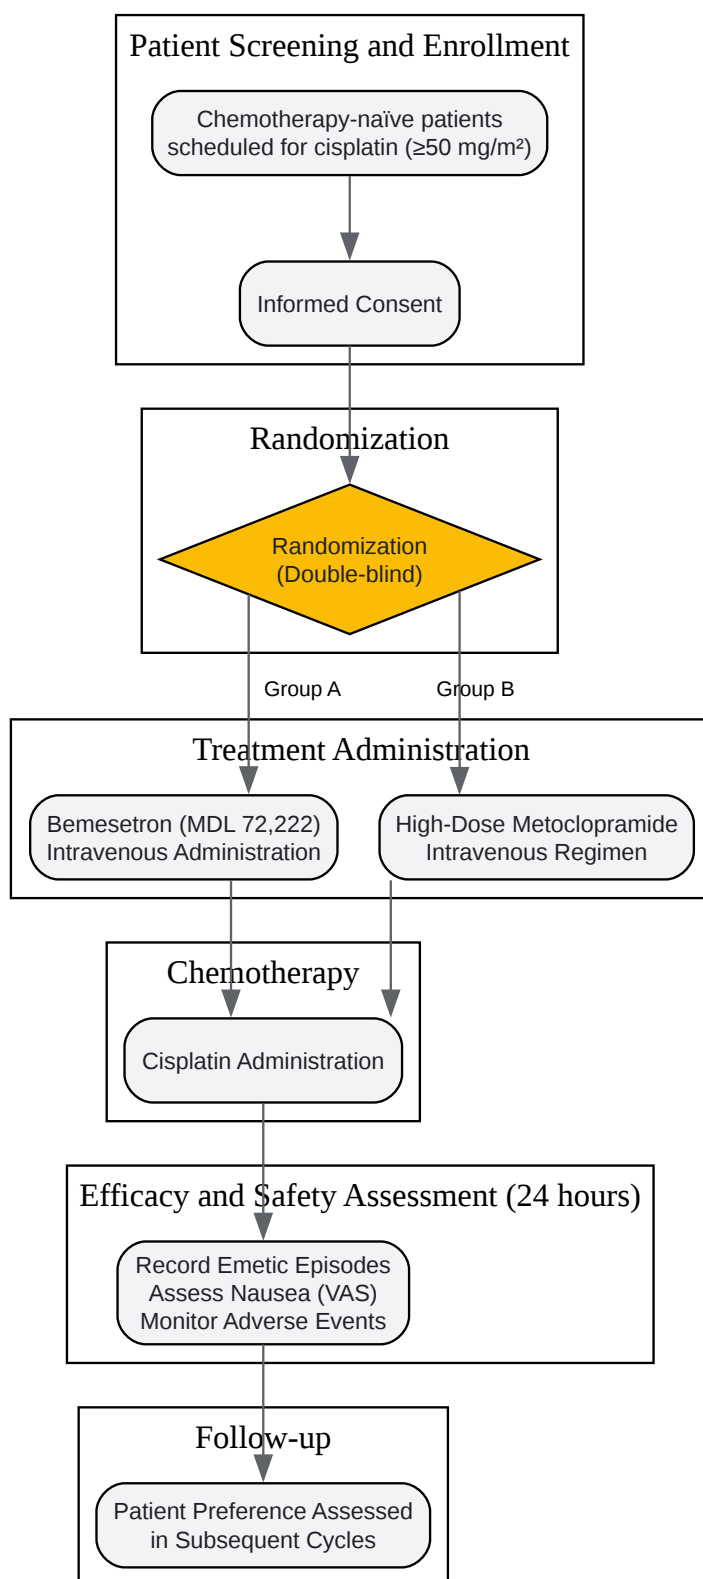 Patient Screening and Enrollment
Chemotherapy-naïve patients
scheduled for cisplatin (≥50 mg/m²)
Informed Consent
Randomization
Randomization
(Double-blind)
Group A
Group B
Treatment Administration
Bemesetron (MDL 72,222)
Intravenous Administration
High-Dose Metoclopramide
Intravenous Regimen
Chemotherapy
Cisplatin Administration
Efficacy and Safety Assessment (24 hours)
Record Emetic Episodes
Assess Nausea (VAS)
Monitor Adverse Events
Follow-up
Patient Preference Assessed
in Subsequent Cycles